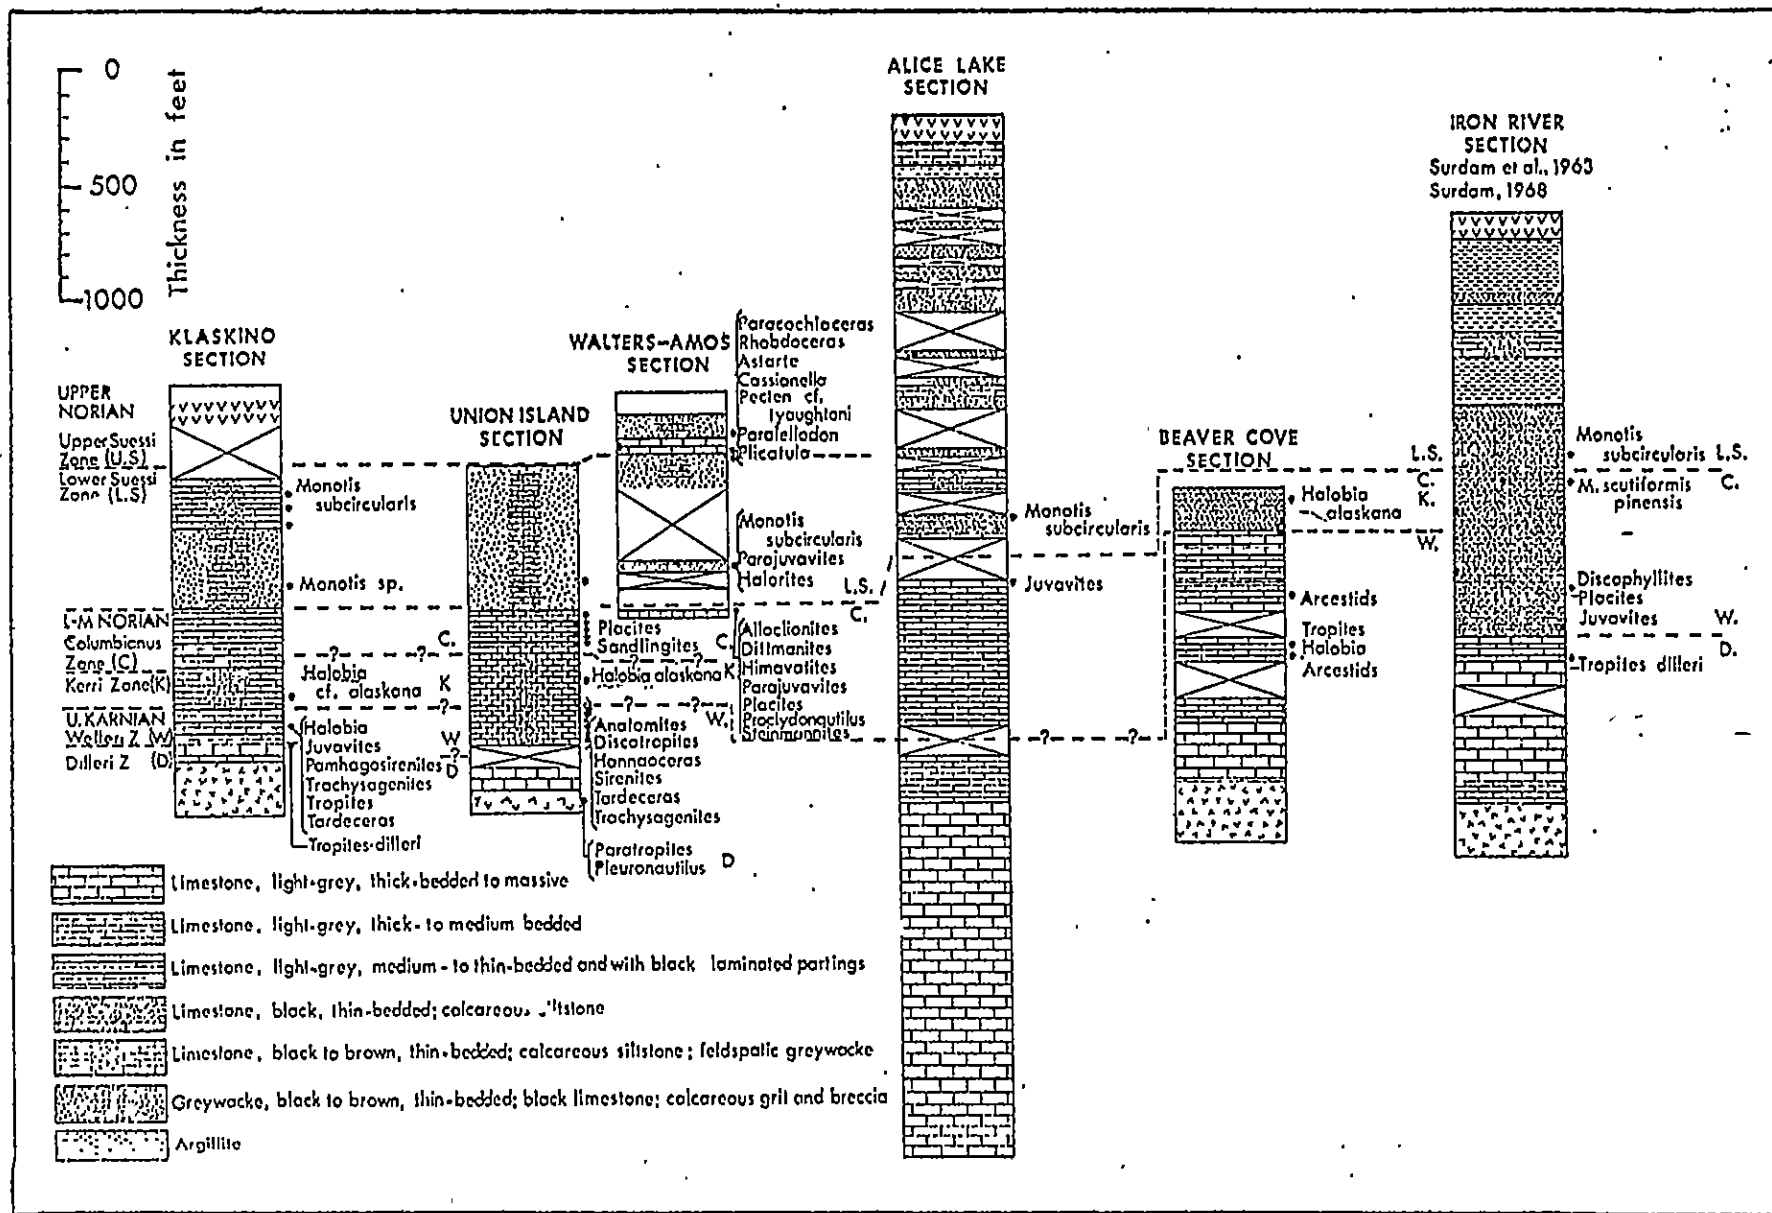 0
500
1000
Thickness in feet
KLASKINO
SECTION
UPPER
NORIAN
Upper Suessi
Zone (U.S)
Lower Suessi
Zone (L.S)
L-M NORIAN
Columbianus
Zone (C)
Kerri Zone(K)
U.KARNIAN
Welleri Z (W)
Dilleri Z (D)
Monotis
subcircularis
Monotis sp.
Halobia
cf. alaskana
Halobia
Juvavites
Pamhagosirenites
Trachysagenites
Tropites
Tardeceras
Tropites-dilleri
C.
K
W
D
UNION ISLAND
SECTION
Placites
Sandlingites
C.
Halobia alaskana K
W.
Anatomites
Discotropites
Hannaoceras
Sirenites
Tardeceras
Trachysagenites
Paratropites
Pleuronautilus
D
WALTERS-AMOS
SECTION
Paracochloceras
Rhobdoceras
Astarte
Cassionella
Pecten cf.
tyaughtani
Parallelodon
Plicatula
Monotis
subcircularis
Parajuvavites
Halorites
L.S.
C.
Alloclionites
Distmanites
Himavatites
Parajuvavites
Placites
Proclydonautilus
Steinmannites
ALICE LAKE
SECTION
Monotis
subcircularis
Juvavites
BEAVER COVE
SECTION
Halobia
alaskana
Arcestids
Tropites
Halobia
Arcestids
L.S.
C.
K.
W.
IRON RIVER
SECTION
Surdam et al., 1963
Surdam, 1968
Monotis
subcircularis L.S.
M. scutiformis
pinensis
C.
Discophyllites
Placites
Juvavites
W.
D.
Tropites dilleri
Limestone, light-grey, thick-bedded to massive
Limestone, light-grey, thick-to medium bedded
Limestone, light-grey, medium-to thin-bedded and with black laminated partings
Limestone, black, thin-bedded; calcareous
Limestone, black to brown, thin-bedded; calcareous siltstone; feldspatic greywacke
Greywacke, black to brown, thin-bedded; black limestone; calcareous grit and breccia
Argillite